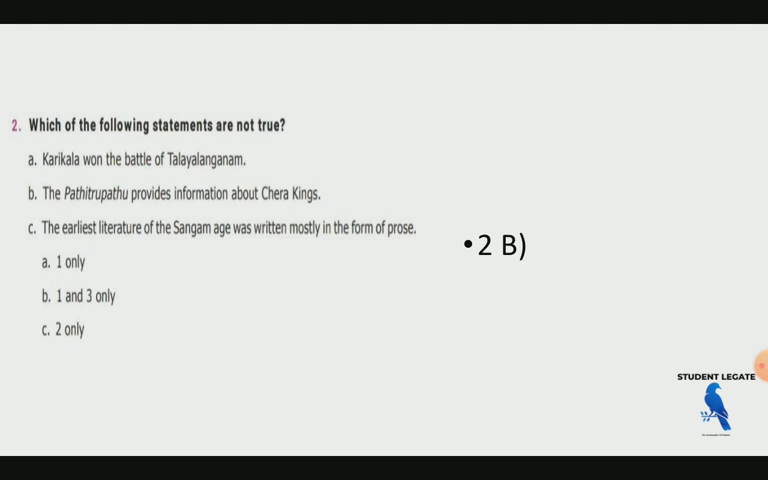 2. Which of the following statements are not true?
a. Karikala won the battle of Talayalanganam.
b. The Pathitrupathu provides information about Chera Kings.
c. The earliest literature of the Sangam age was written mostly in the form of prose.
a. 1 only
b. 1 and 3 only
c. 2 only
•2 B)
STUDENT LEGATE